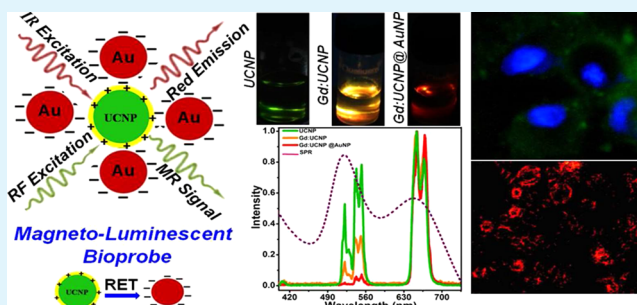 IR Excitation
Red Emission
Au
Au
UCNP
Au
Au
RF Excitation
MR Signal
Magneto-Luminescent
Bioprobe
UCNP
RET
UCNP
Gd:UCNP
Gd:UCNP@ AuNP
UCNP
Gd:UCNP
Gd:UCNP @AuNP
SPR
Intensity
1.0
0.8
0.6
0.4
0.2
0.0
420 490 560 630 700
Wavelength (nm)